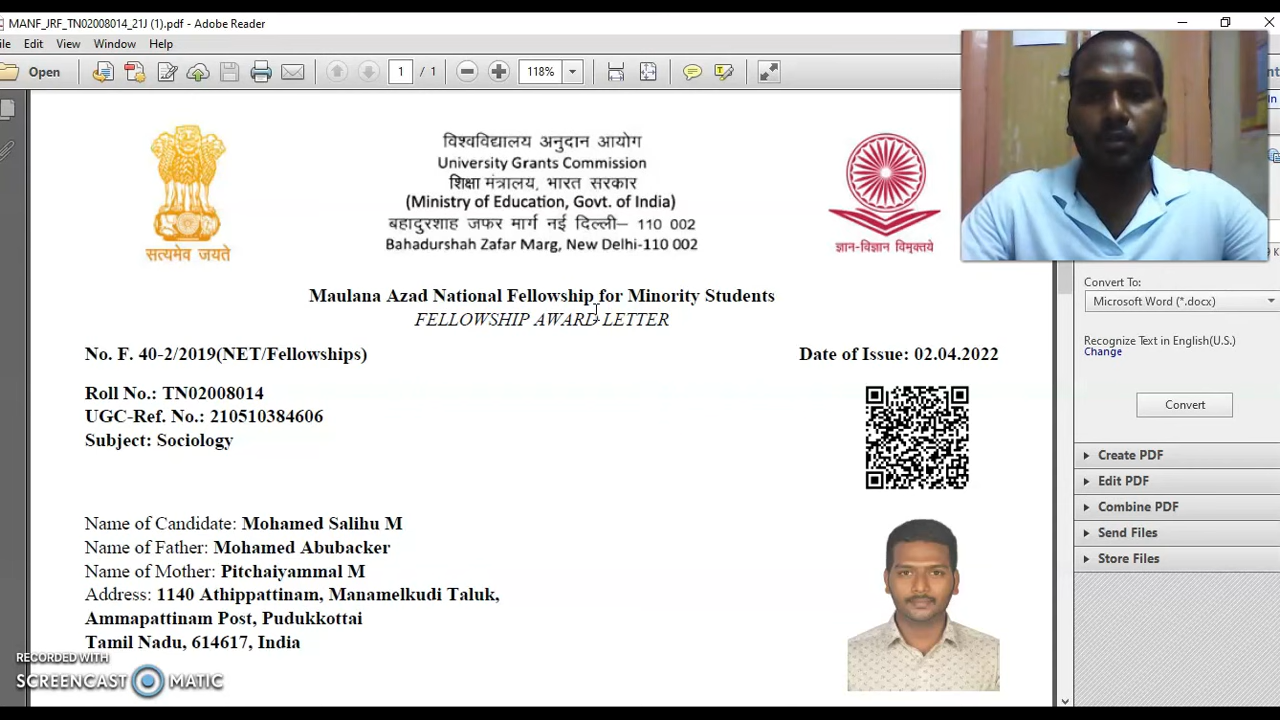 MANF_JRF_TN02008014_21J (1).pdf - Adobe Reader
ile Edit View Window Help
Open 1 / 1 118%
विश्वविद्यालय अनुदान आयोग
University Grants Commission
शिक्षा मंत्रालय, भारत सरकार
(Ministry of Education, Govt. of India)
बहादुरशाह जफर मार्ग नई दिल्ली– 110 002
Bahadurshah Zafar Marg, New Delhi-110 002
सत्यमेव जयते
ज्ञान-विज्ञान विमुक्तये
Maulana Azad National Fellowship for Minority Students
FELLOWSHIP AWARD LETTER
No. F. 40-2/2019(NET/Fellowships)
Date of Issue: 02.04.2022
Roll No.: TN02008014
UGC-Ref. No.: 210510384606
Subject: Sociology
Name of Candidate: Mohamed Salihu M
Name of Father: Mohamed Abubacker
Name of Mother: Pitchaiyammal M
Address: 1140 Athippattinam, Manamelkudi Taluk,
Ammapattinam Post, Pudukkottai
Tamil Nadu, 614617, India
RECORDED WITH
SCREENCAST MATIC
Convert To:
Microsoft Word (*.docx)
Recognize Text in English(U.S.)
Change
Convert
Create PDF
Edit PDF
Combine PDF
Send Files
Store Files